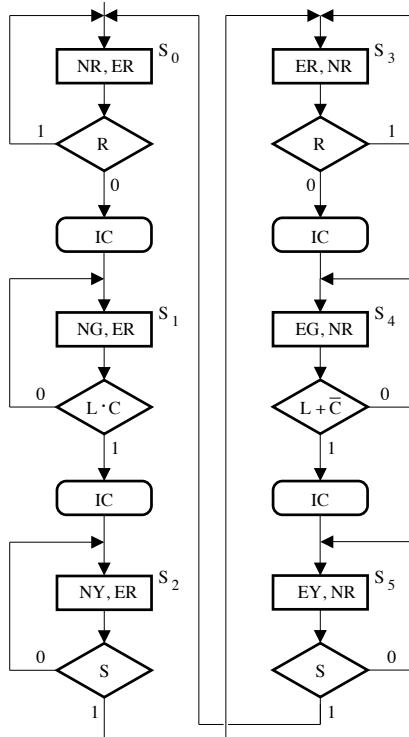 NR, ER
S0
R
1
0
IC
NG, ER
S1
L · C
0
1
IC
NY, ER
S2
S
0
1
ER, NR
S3
R
1
0
IC
EG, NR
S4
L + C̅
0
1
IC
EY, NR
S5
S
0
1